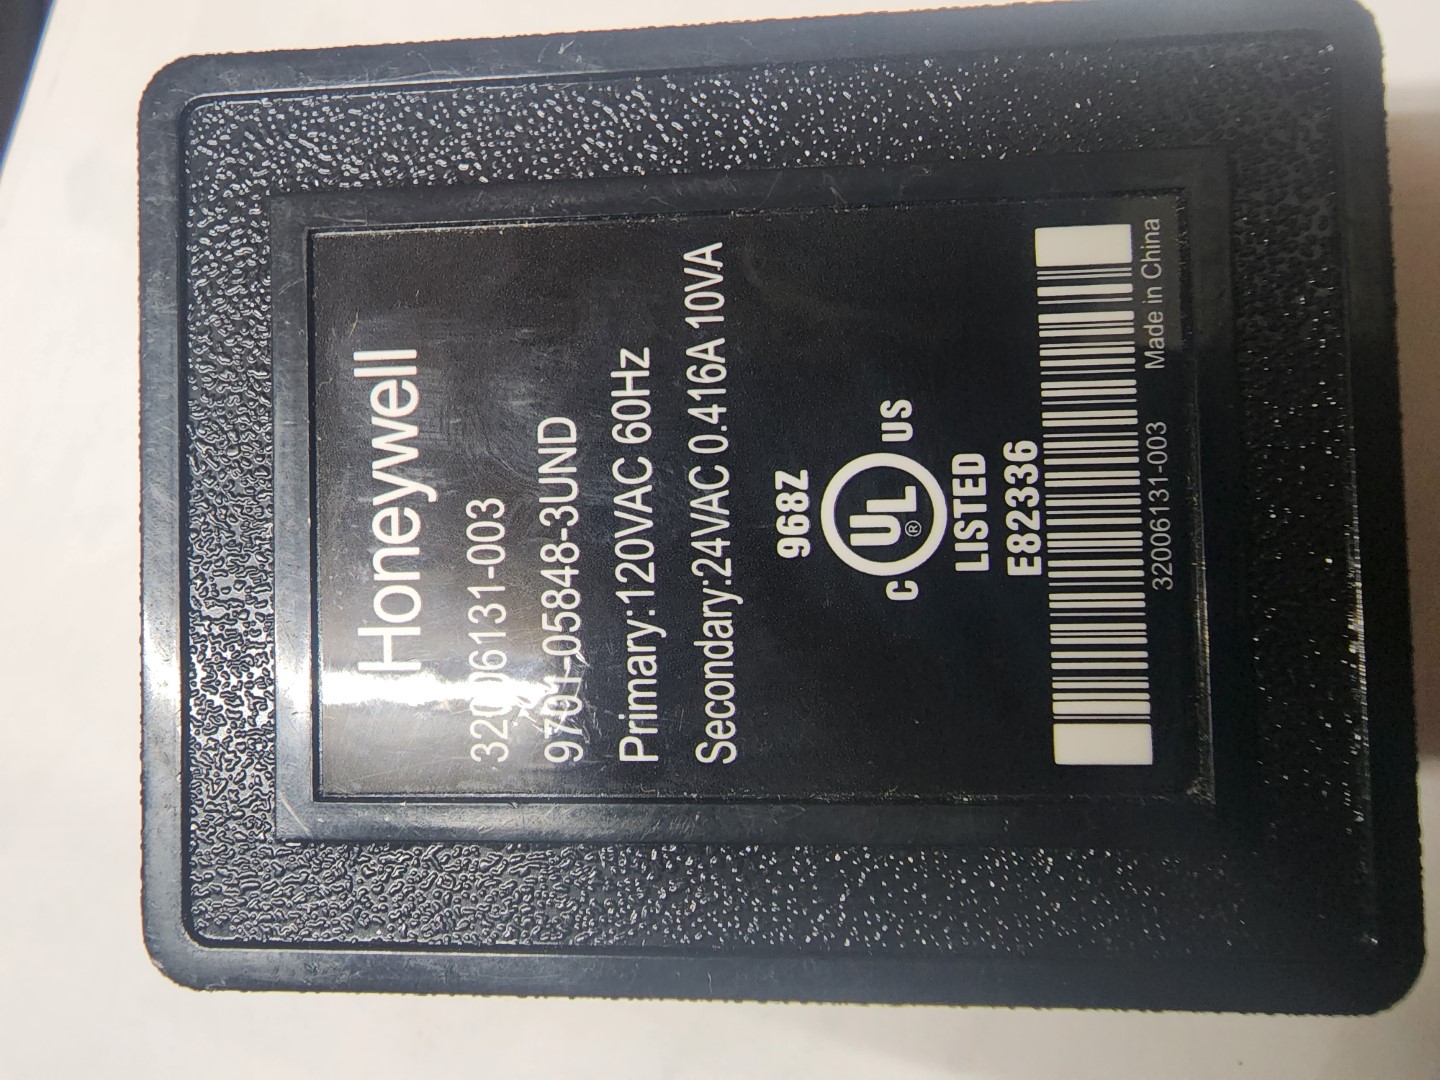 Honeywell
32006131-003
9701-05848-3UND
Primary:120VAC 60Hz
Secondary:24VAC 0.416A 10VA
968Z
C UL ® US
LISTED
E82336
32006131-003 Made in China